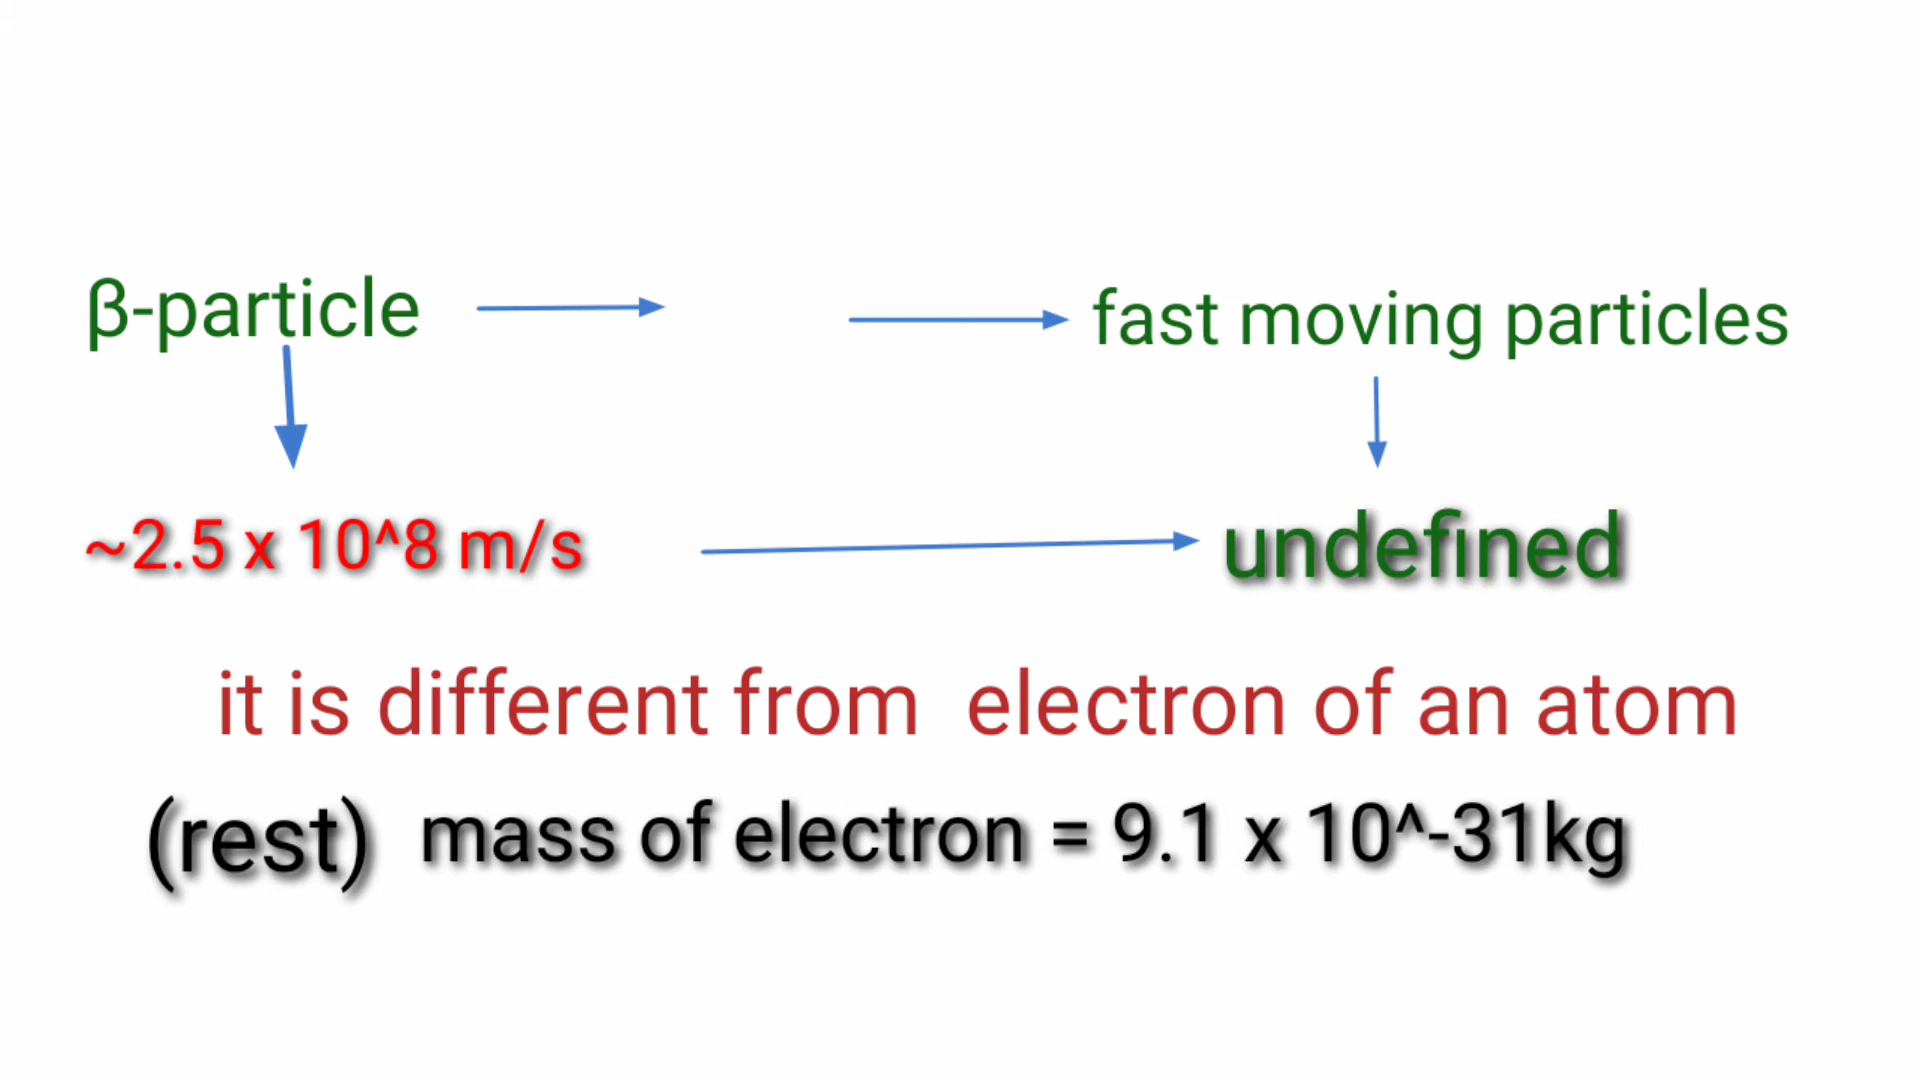 β-particle
fast moving particles
~2.5 x 10^8 m/s
undefined
it is different from electron of an atom
(rest) mass of electron = 9.1 x 10^-31kg